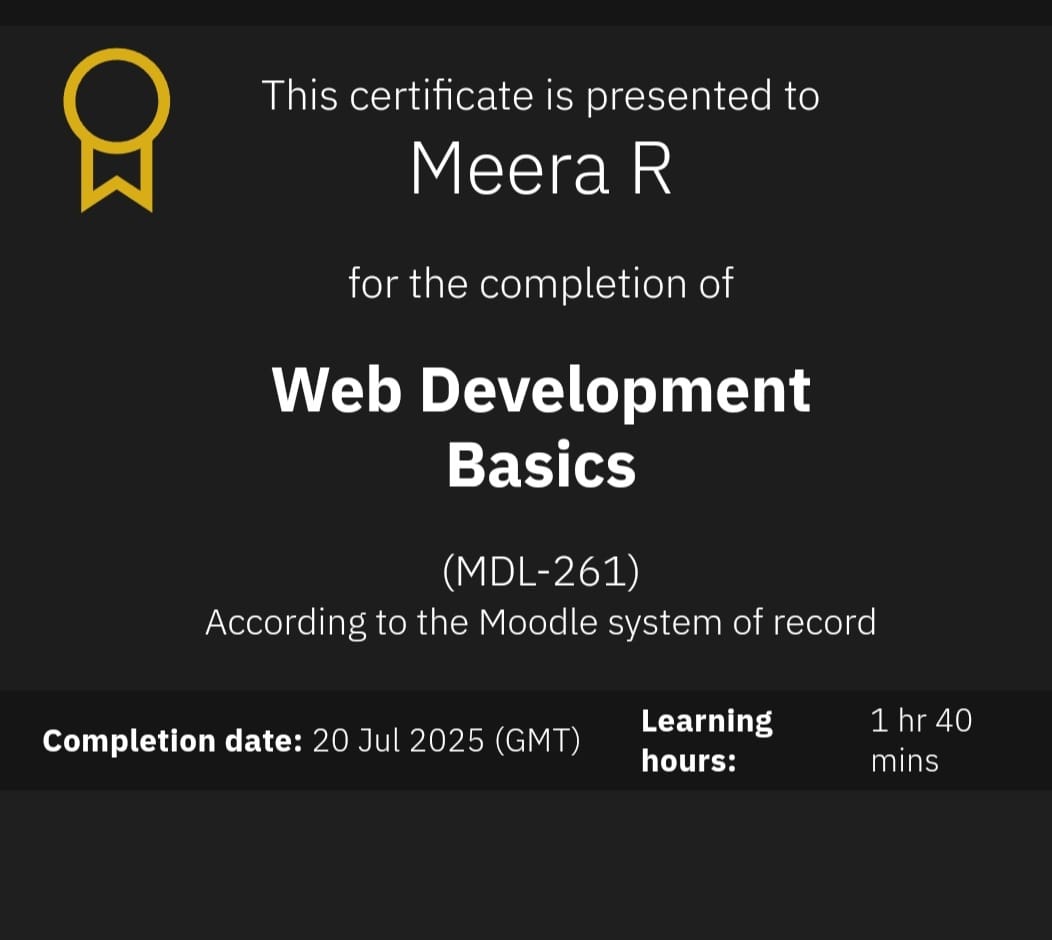 This certificate is presented to
Meera R
for the completion of
Web Development
Basics
(MDL-261)
According to the Moodle system of record
Completion date: 20 Jul 2025 (GMT)
Learning hours: 1 hr 40 mins